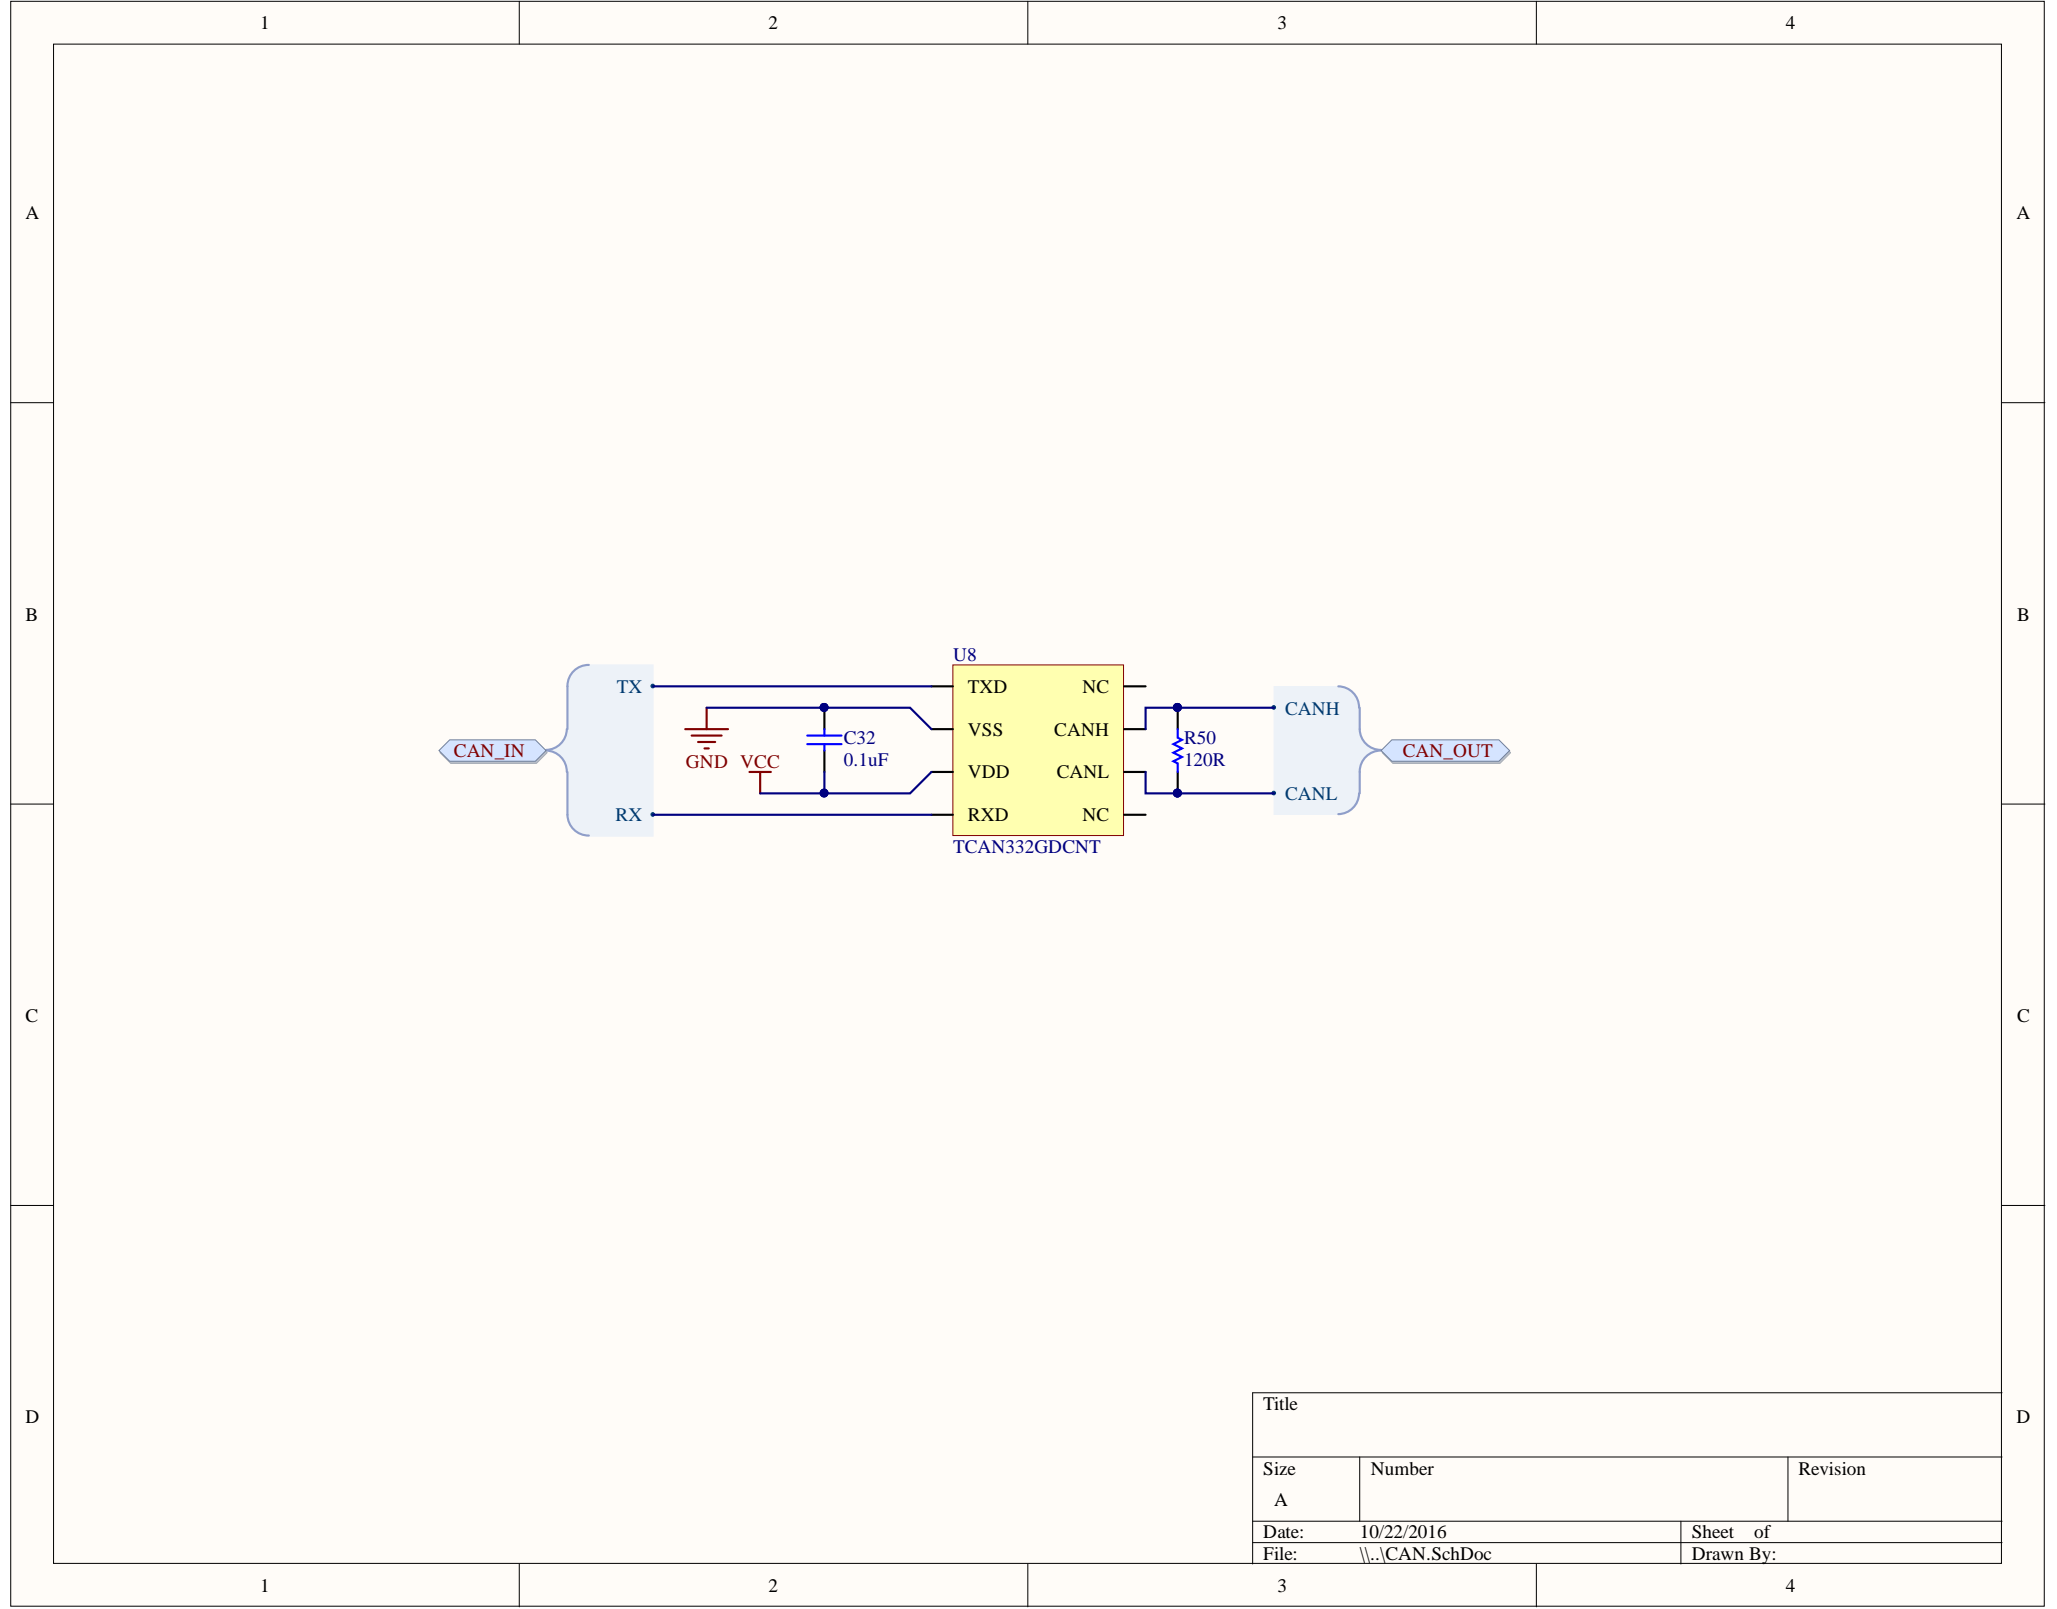 1 2 3 4
A A
B B
U8
TX TXD NC
CANH
VSS CANH
C32 R50
CAN_IN CAN_OUT
GND VCC 0.1uF 120R
VDD CANL
CANL
RX RXD NC
TCAN332GDCNT
C C
Title
D D
Size Number Revision
A
Date: 10/22/2016 Sheet of
File: \\..\CAN.SchDoc Drawn By:
1 2 3 4